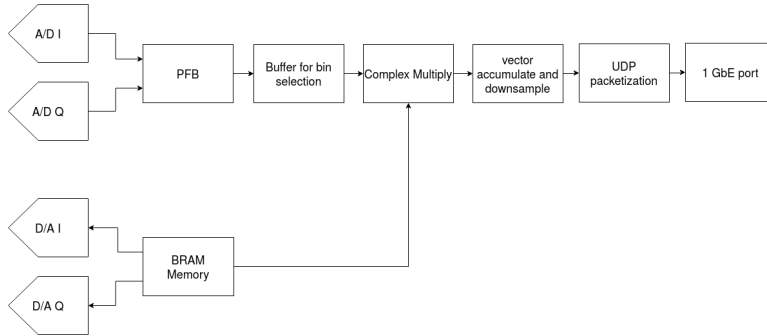 A/D I
A/D Q
PFB
Buffer for bin
selection
Complex Multiply
vector
accumulate and
downsample
UDP
packetization
1 GbE port
D/A I
D/A Q
BRAM
Memory